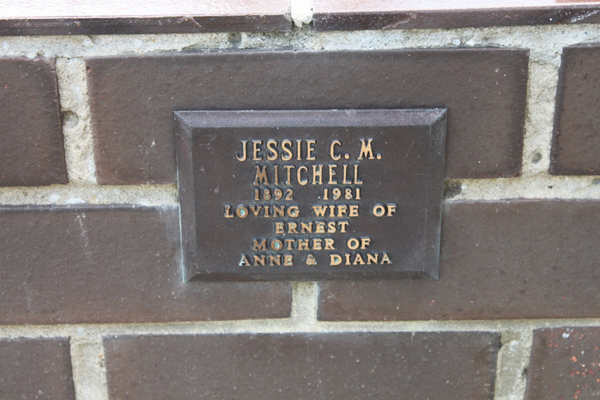 JESSIE C. M.
MITCHELL
1892 1981
LOVING WIFE OF
ERNEST
MOTHER OF
ANNE & DIANA